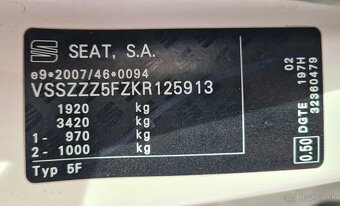 SEAT, S.A.
e9*2007/46*0094
VSSZZZ5FZKR125913
1920 kg
3420 kg
1- 970 kg
2- 1000 kg
Typ 5F
02
197H
DGTE 32360479
0.50